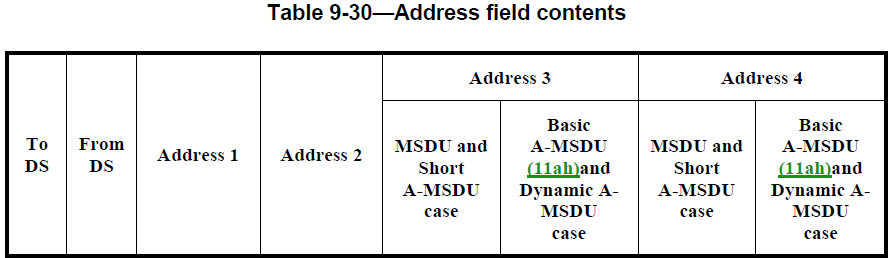 Table 9-30—Address field contents
Address 3
Address 4
To
DS
From
DS
Address 1
Address 2
MSDU and
Short
A-MSDU
case
Basic
A-MSDU
(11ah)and
Dynamic A-
MSDU
case
MSDU and
Short
A-MSDU
case
Basic
A-MSDU
(11ah)and
Dynamic A-
MSDU
case